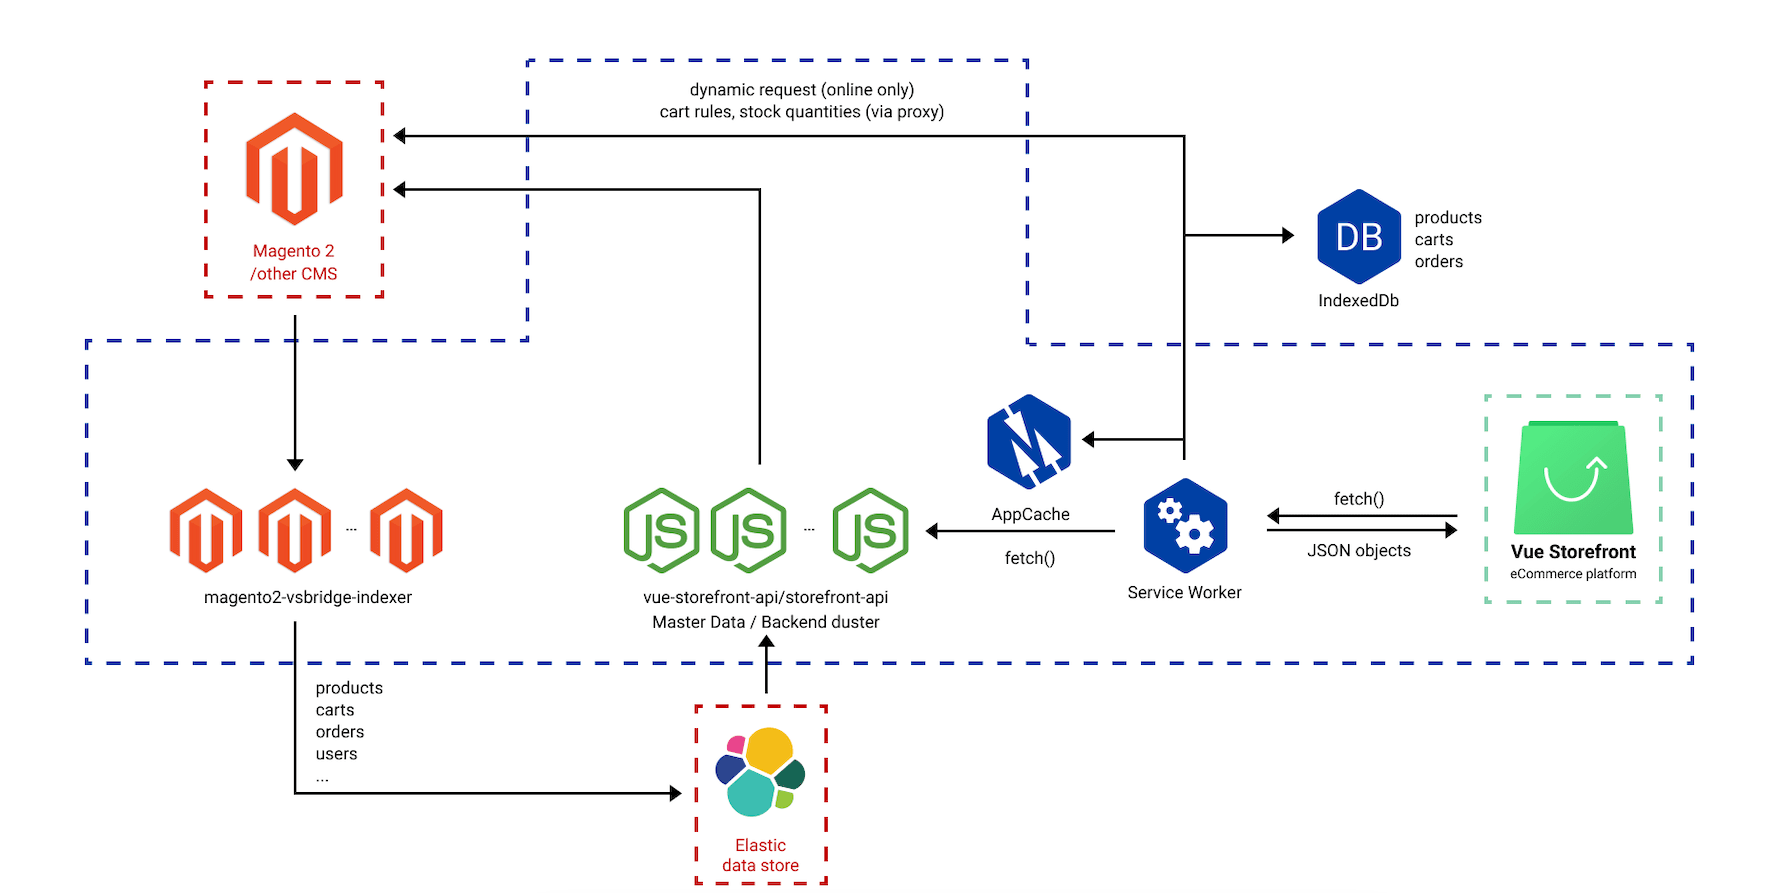 dynamic request (online only)
cart rules, stock quantities (via proxy)
Magento 2
/other CMS
DB
products
carts
orders
IndexedDb
AppCache
fetch()
Service Worker
fetch()
JSON objects
Vue Storefront
eCommerce platform
...
magento2-vsbridge-indexer
JS
JS
...
JS
vue-storefront-api/storefront-api
Master Data / Backend duster
products
carts
orders
users
...
Elastic
data store